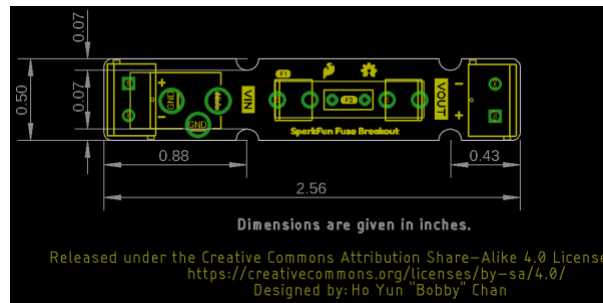 0.07
0.50
0.07
F1
+
-
GND
GND
VIN
F2
VOUT
-
+
SparkFun Fuse Breakout
0.88
0.43
2.56
Dimensions are given in inches.
Released under the Creative Commons Attribution Share-Alike 4.0 License
https://creativecommons.org/licenses/by-sa/4.0/
Designed by: Ho Yun "Bobby" Chan